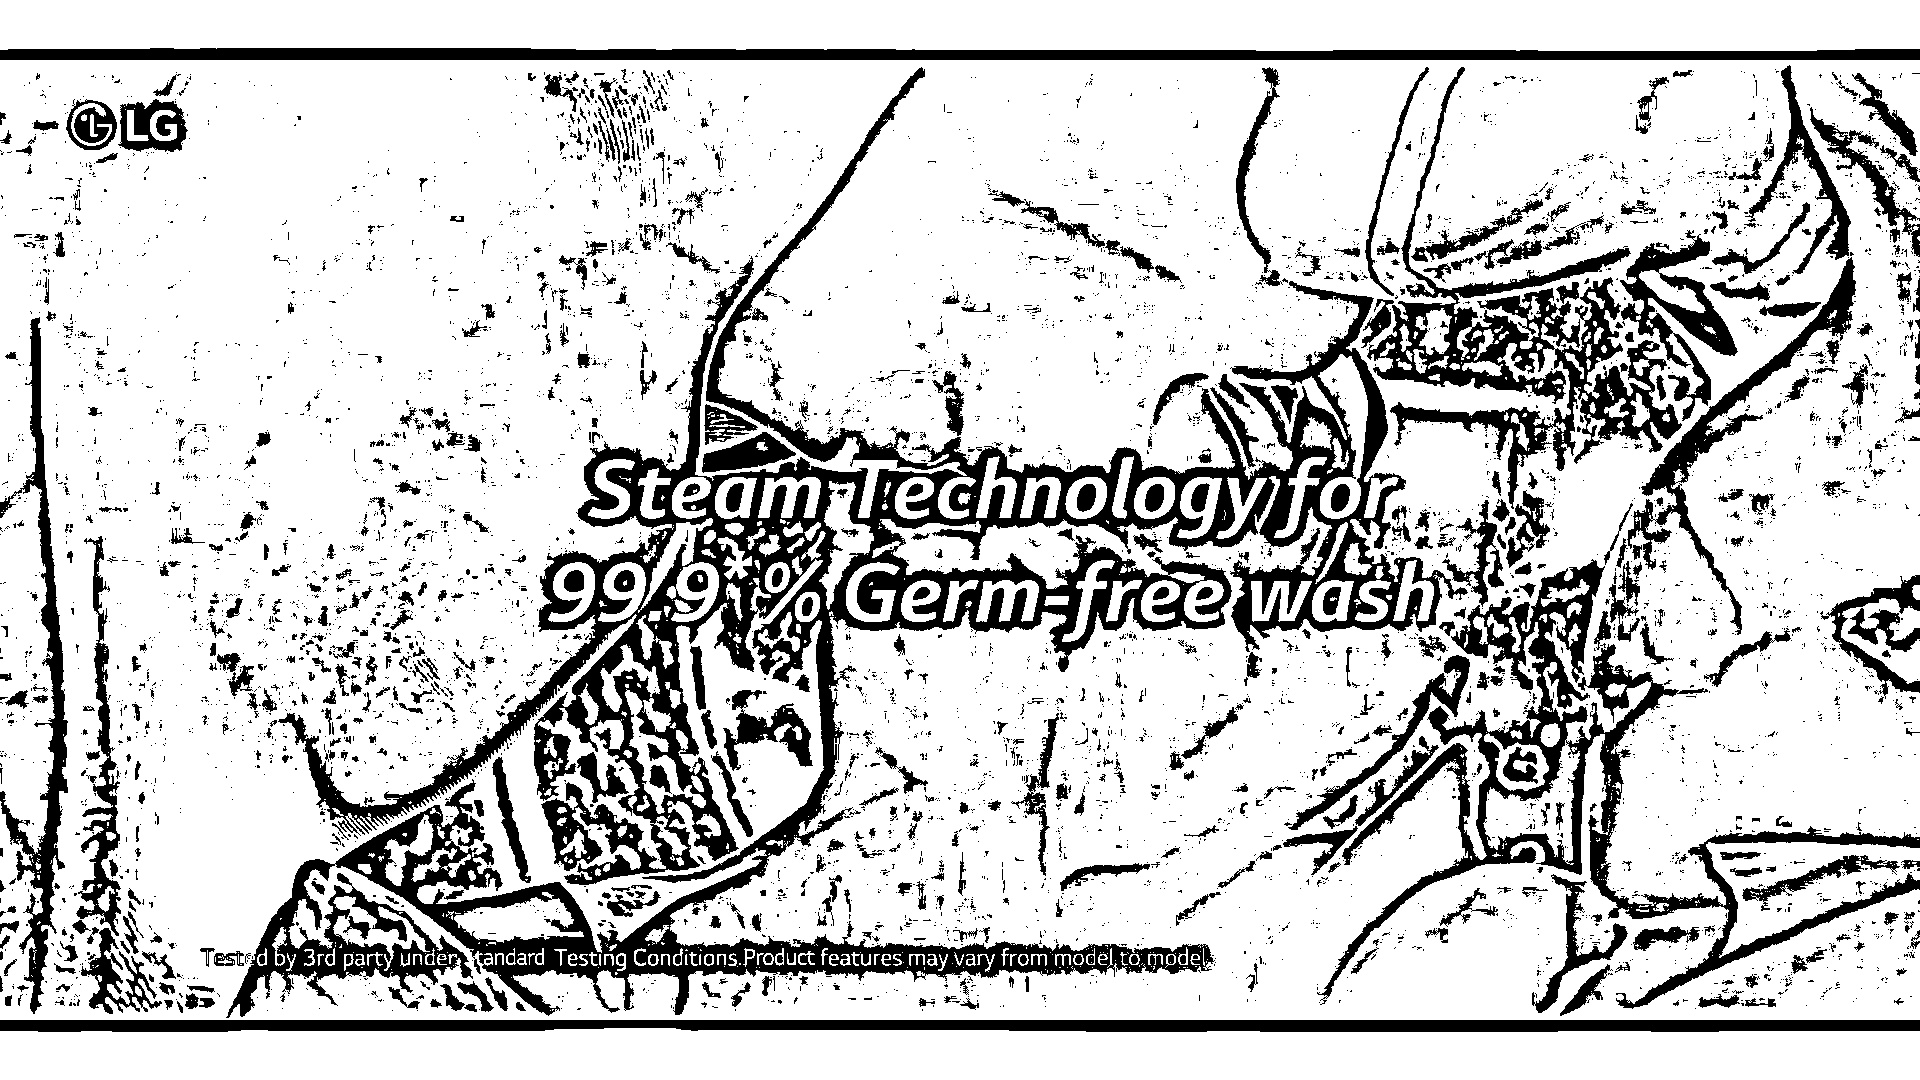 LG
Steam Technology for
99.9*% Germ-free wash
Tested by 3rd party under Standard Testing Conditions.Product features may vary from model to model.